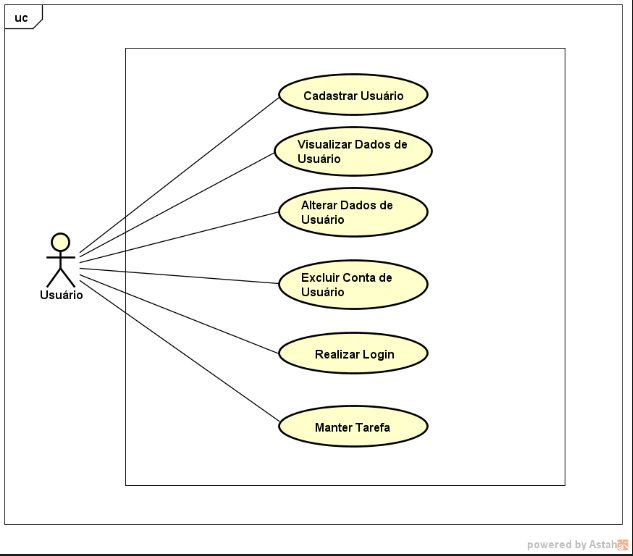 uc
Cadastrar Usuário
Visualizar Dados de
Usuário
Alterar Dados de
Usuário
Usuário
Excluir Conta de
Usuário
Realizar Login
Manter Tarefa
powered by Astah